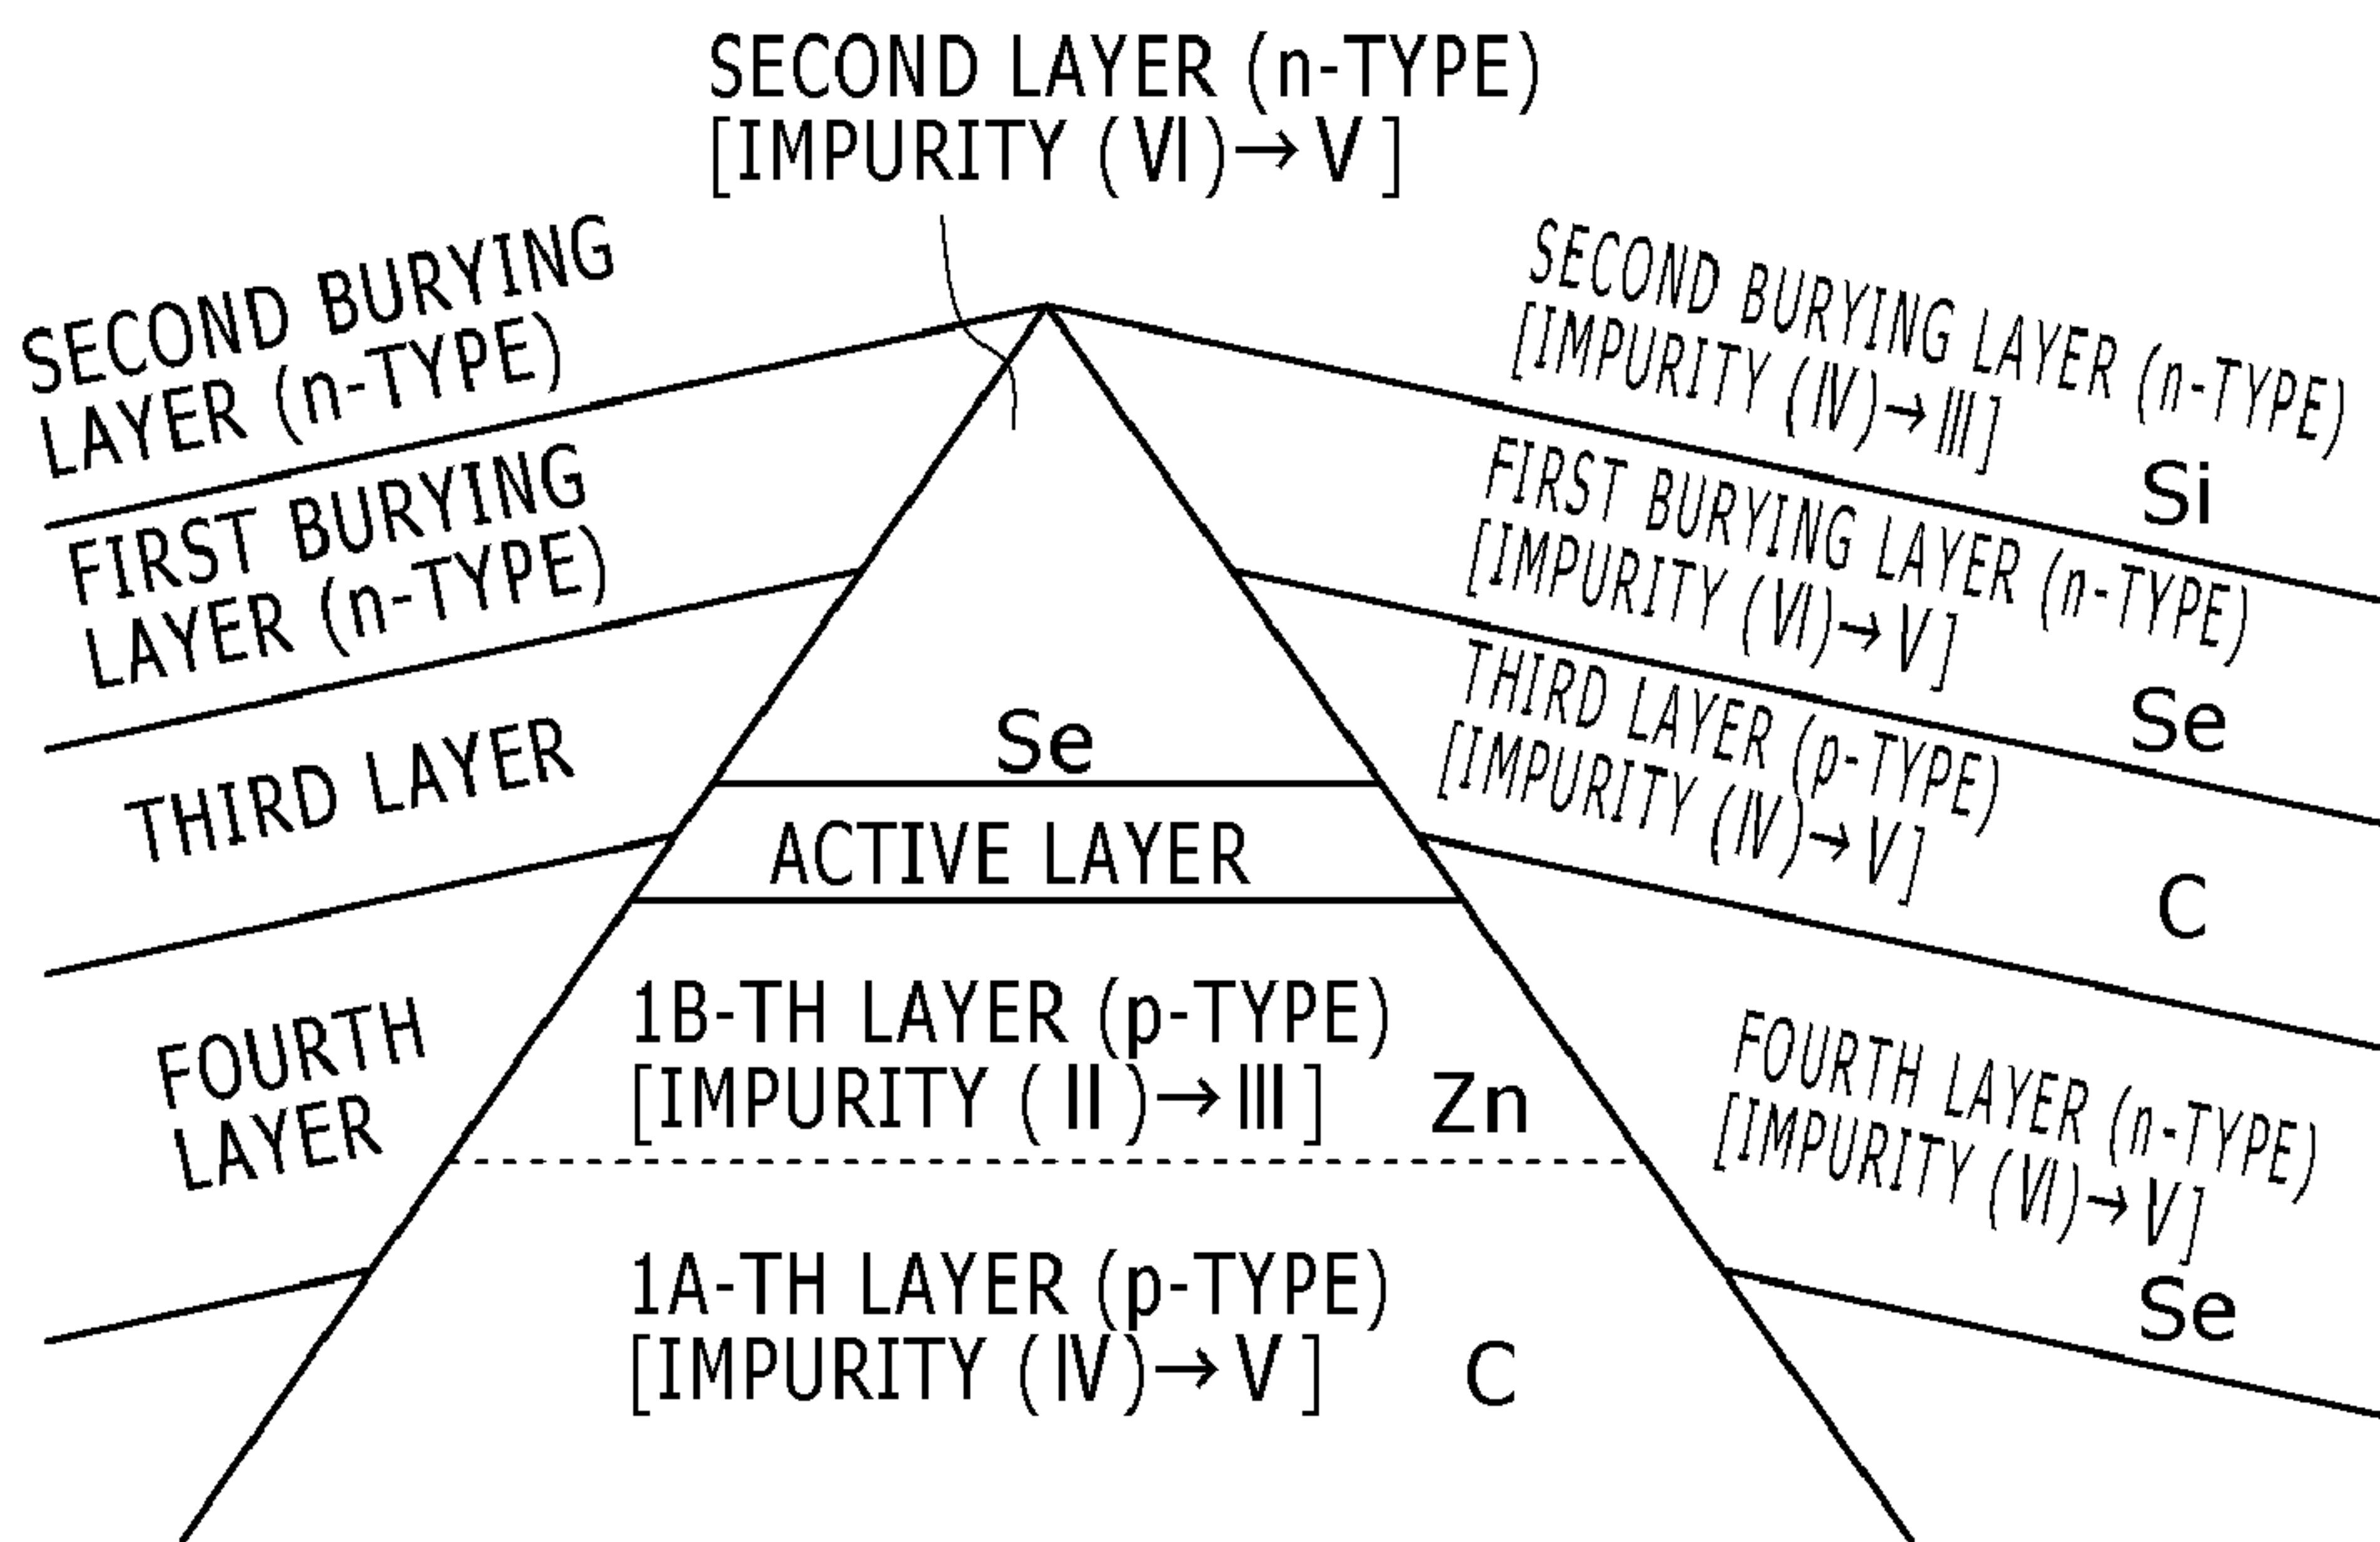 SECOND LAYER (n-TYPE)
[IMPURITY (Ⅵ)→Ⅴ]
SECOND BURYING
LAYER (n-TYPE)
FIRST BURYING
LAYER (n-TYPE)
THIRD LAYER
FOURTH
LAYER
Se
ACTIVE LAYER
1B-TH LAYER (p-TYPE)
[IMPURITY (Ⅱ)→Ⅲ] Zn
1A-TH LAYER (p-TYPE)
[IMPURITY (Ⅳ)→Ⅴ] C
SECOND BURYING LAYER (n-TYPE)
[IMPURITY (Ⅳ)→Ⅲ]
Si
FIRST BURYING LAYER (n-TYPE)
[IMPURITY (Ⅵ)→Ⅴ]
Se
THIRD LAYER (p-TYPE)
[IMPURITY (Ⅳ)→Ⅴ]
C
FOURTH LAYER (n-TYPE)
[IMPURITY (Ⅵ)→Ⅴ]
Se